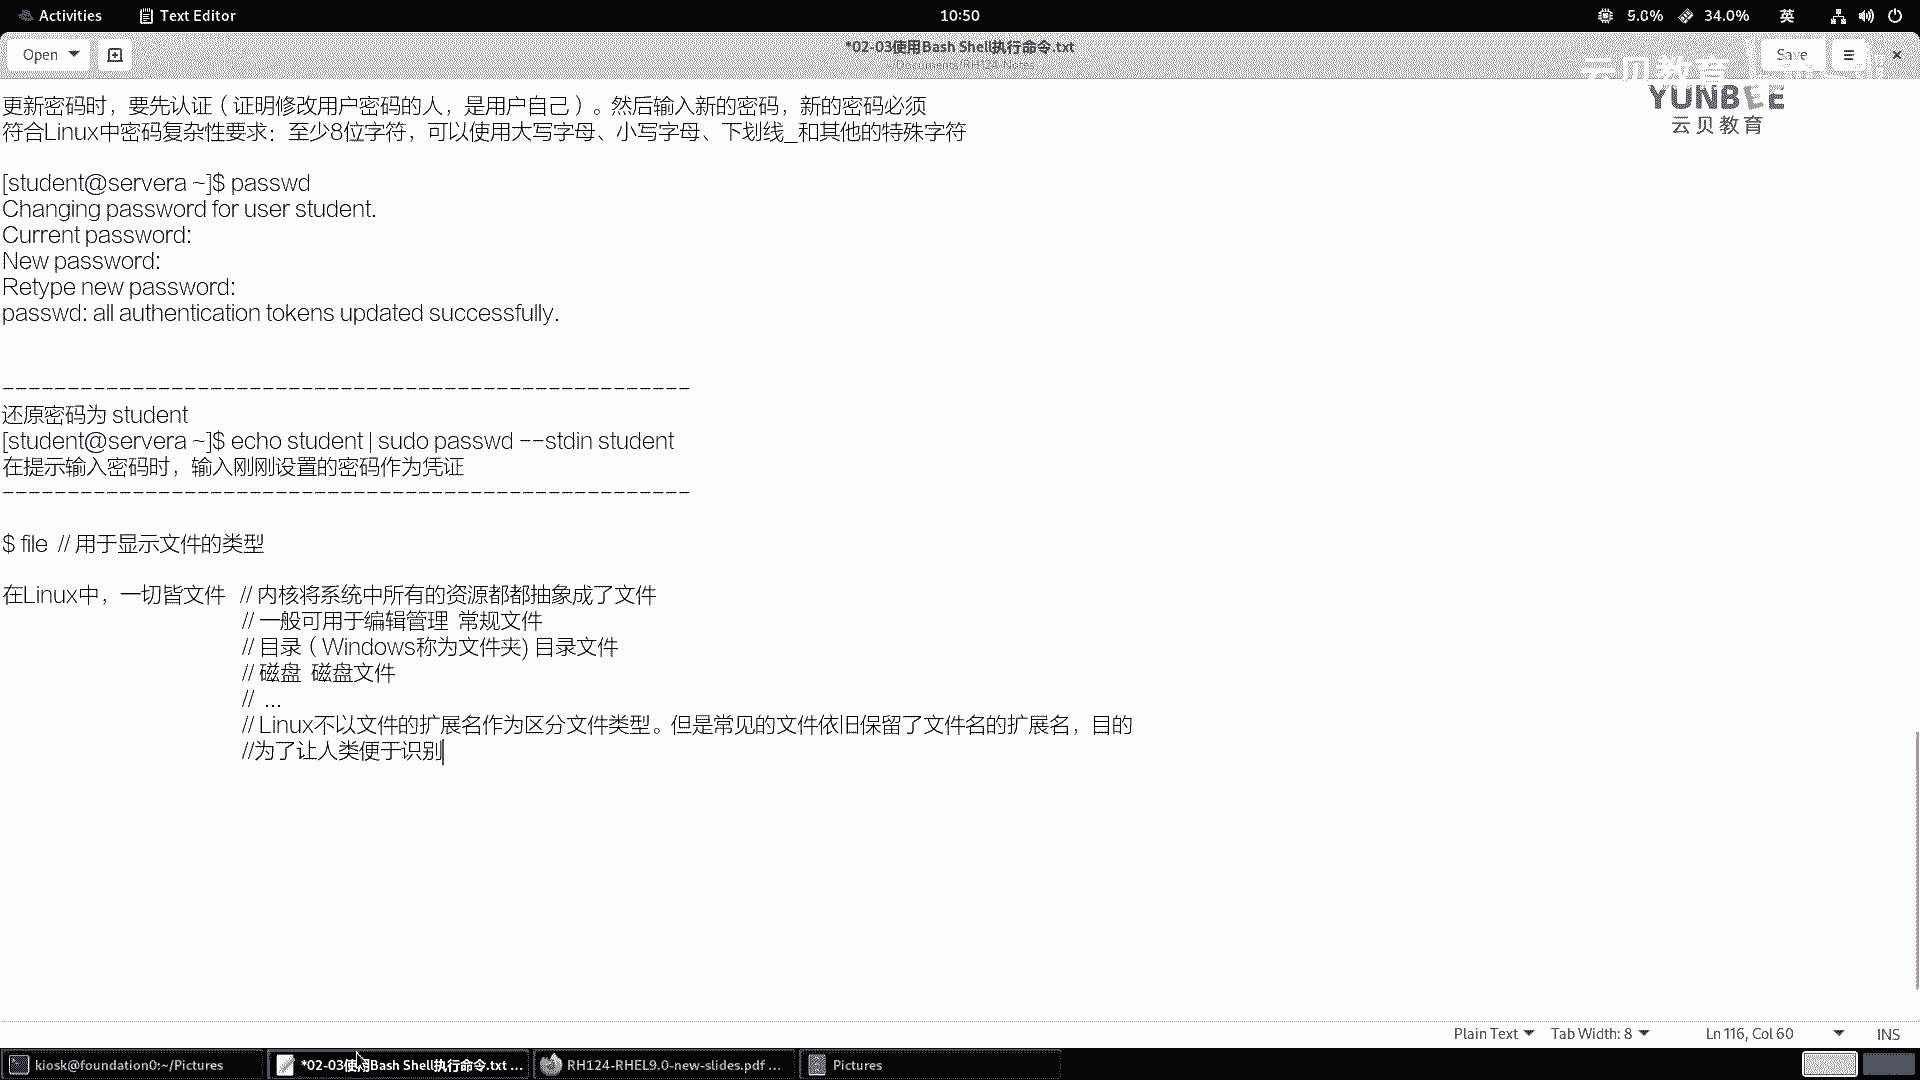 Activities Text Editor 10:50 5.0% 34.0% 英
Open *02-03使用Bash Shell执行命令.txt Save
~/Documents/RH124-Notes
YUNBEE
云贝教育
更新密码时，要先认证（证明修改用户密码的人，是用户自己）。然后输入新的密码，新的密码必须
符合Linux中密码复杂性要求：至少8位字符，可以使用大写字母、小写字母、下划线_和其他的特殊字符
[student@servera ~]$ passwd
Changing password for user student.
Current password:
New password:
Retype new password:
passwd: all authentication tokens updated successfully.
-----------------------------------------------------
还原密码为 student
[student@servera ~]$ echo student | sudo passwd --stdin student
在提示输入密码时，输入刚刚设置的密码作为凭证
-----------------------------------------------------
$ file // 用于显示文件的类型
在Linux中，一切皆文件 // 内核将系统中所有的资源都都抽象成了文件
// 一般可用于编辑管理 常规文件
// 目录（Windows称为文件夹) 目录文件
// 磁盘 磁盘文件
// ...
// Linux不以文件的扩展名作为区分文件类型。但是常见的文件依旧保留了文件名的扩展名，目的
//为了让人类便于识别
Plain Text Tab Width: 8 Ln 116, Col 60 INS
kiosk@foundation0:~/Pictures *02-03使用Bash Shell执行命令.txt ... RH124-RHEL9.0-new-slides.pdf ... Pictures